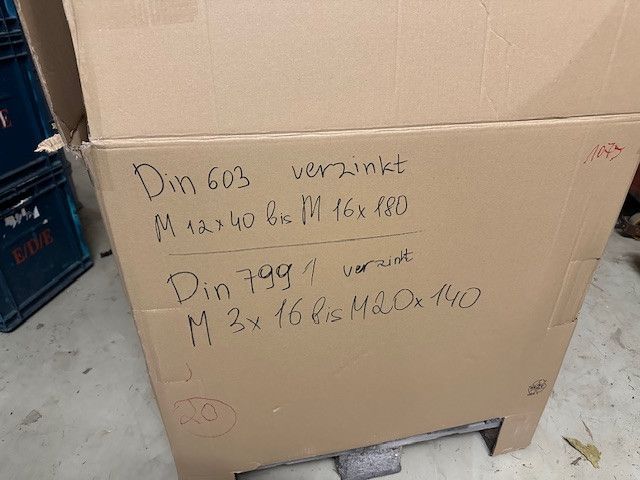 Din 603 verzinkt
M 12x40 bis M 16x180
Din 7991 verzinkt
M 3x16 bis M20x140
20
E/D/E